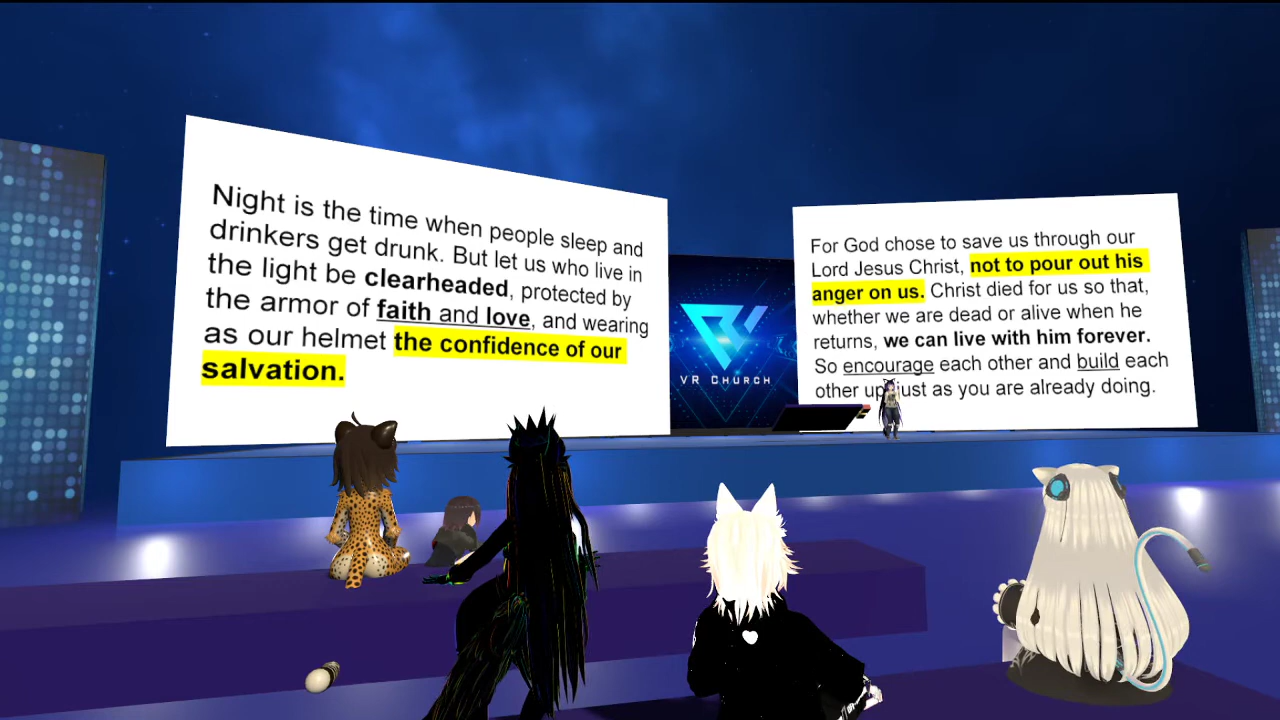 Night is the time when people sleep and
drinkers get drunk. But let us who live in
the light be clearheaded, protected by
the armor of faith and love, and wearing
as our helmet the confidence of our
salvation.
VR CHURCH
For God chose to save us through our
Lord Jesus Christ, not to pour out his
anger on us. Christ died for us so that,
whether we are dead or alive when he
returns, we can live with him forever.
So encourage each other and build each
other up, just as you are already doing.